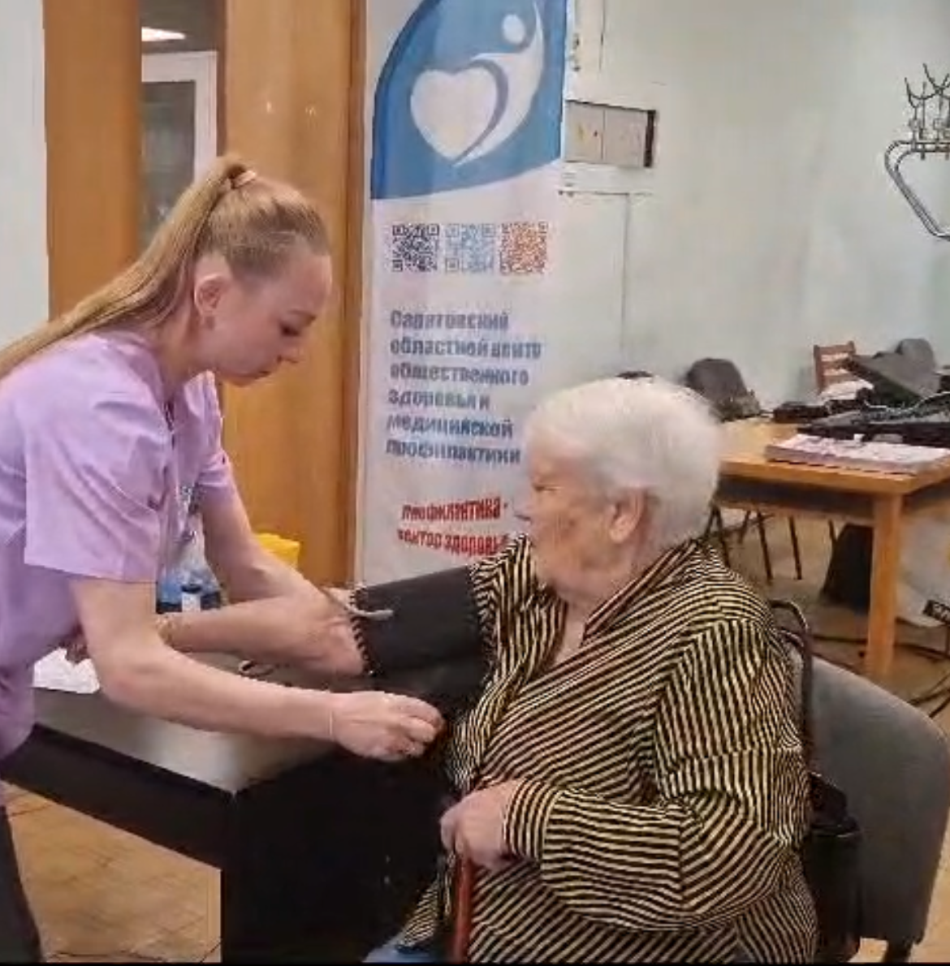 Саратовский
областной центр
общественного
здоровья и
медицинской
профилактики
профилактика -
вектор здоровья